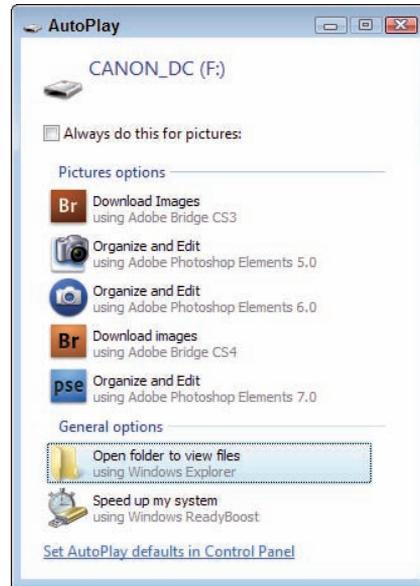 AutoPlay
CANON_DC (F:)
Always do this for pictures:
Pictures options
Br
Download Images
using Adobe Bridge CS3
Organize and Edit
using Adobe Photoshop Elements 5.0
Organize and Edit
using Adobe Photoshop Elements 6.0
Br
Download images
using Adobe Bridge CS4
pse
Organize and Edit
using Adobe Photoshop Elements 7.0
General options
Open folder to view files
using Windows Explorer
Speed up my system
using Windows ReadyBoost
Set AutoPlay defaults in Control Panel